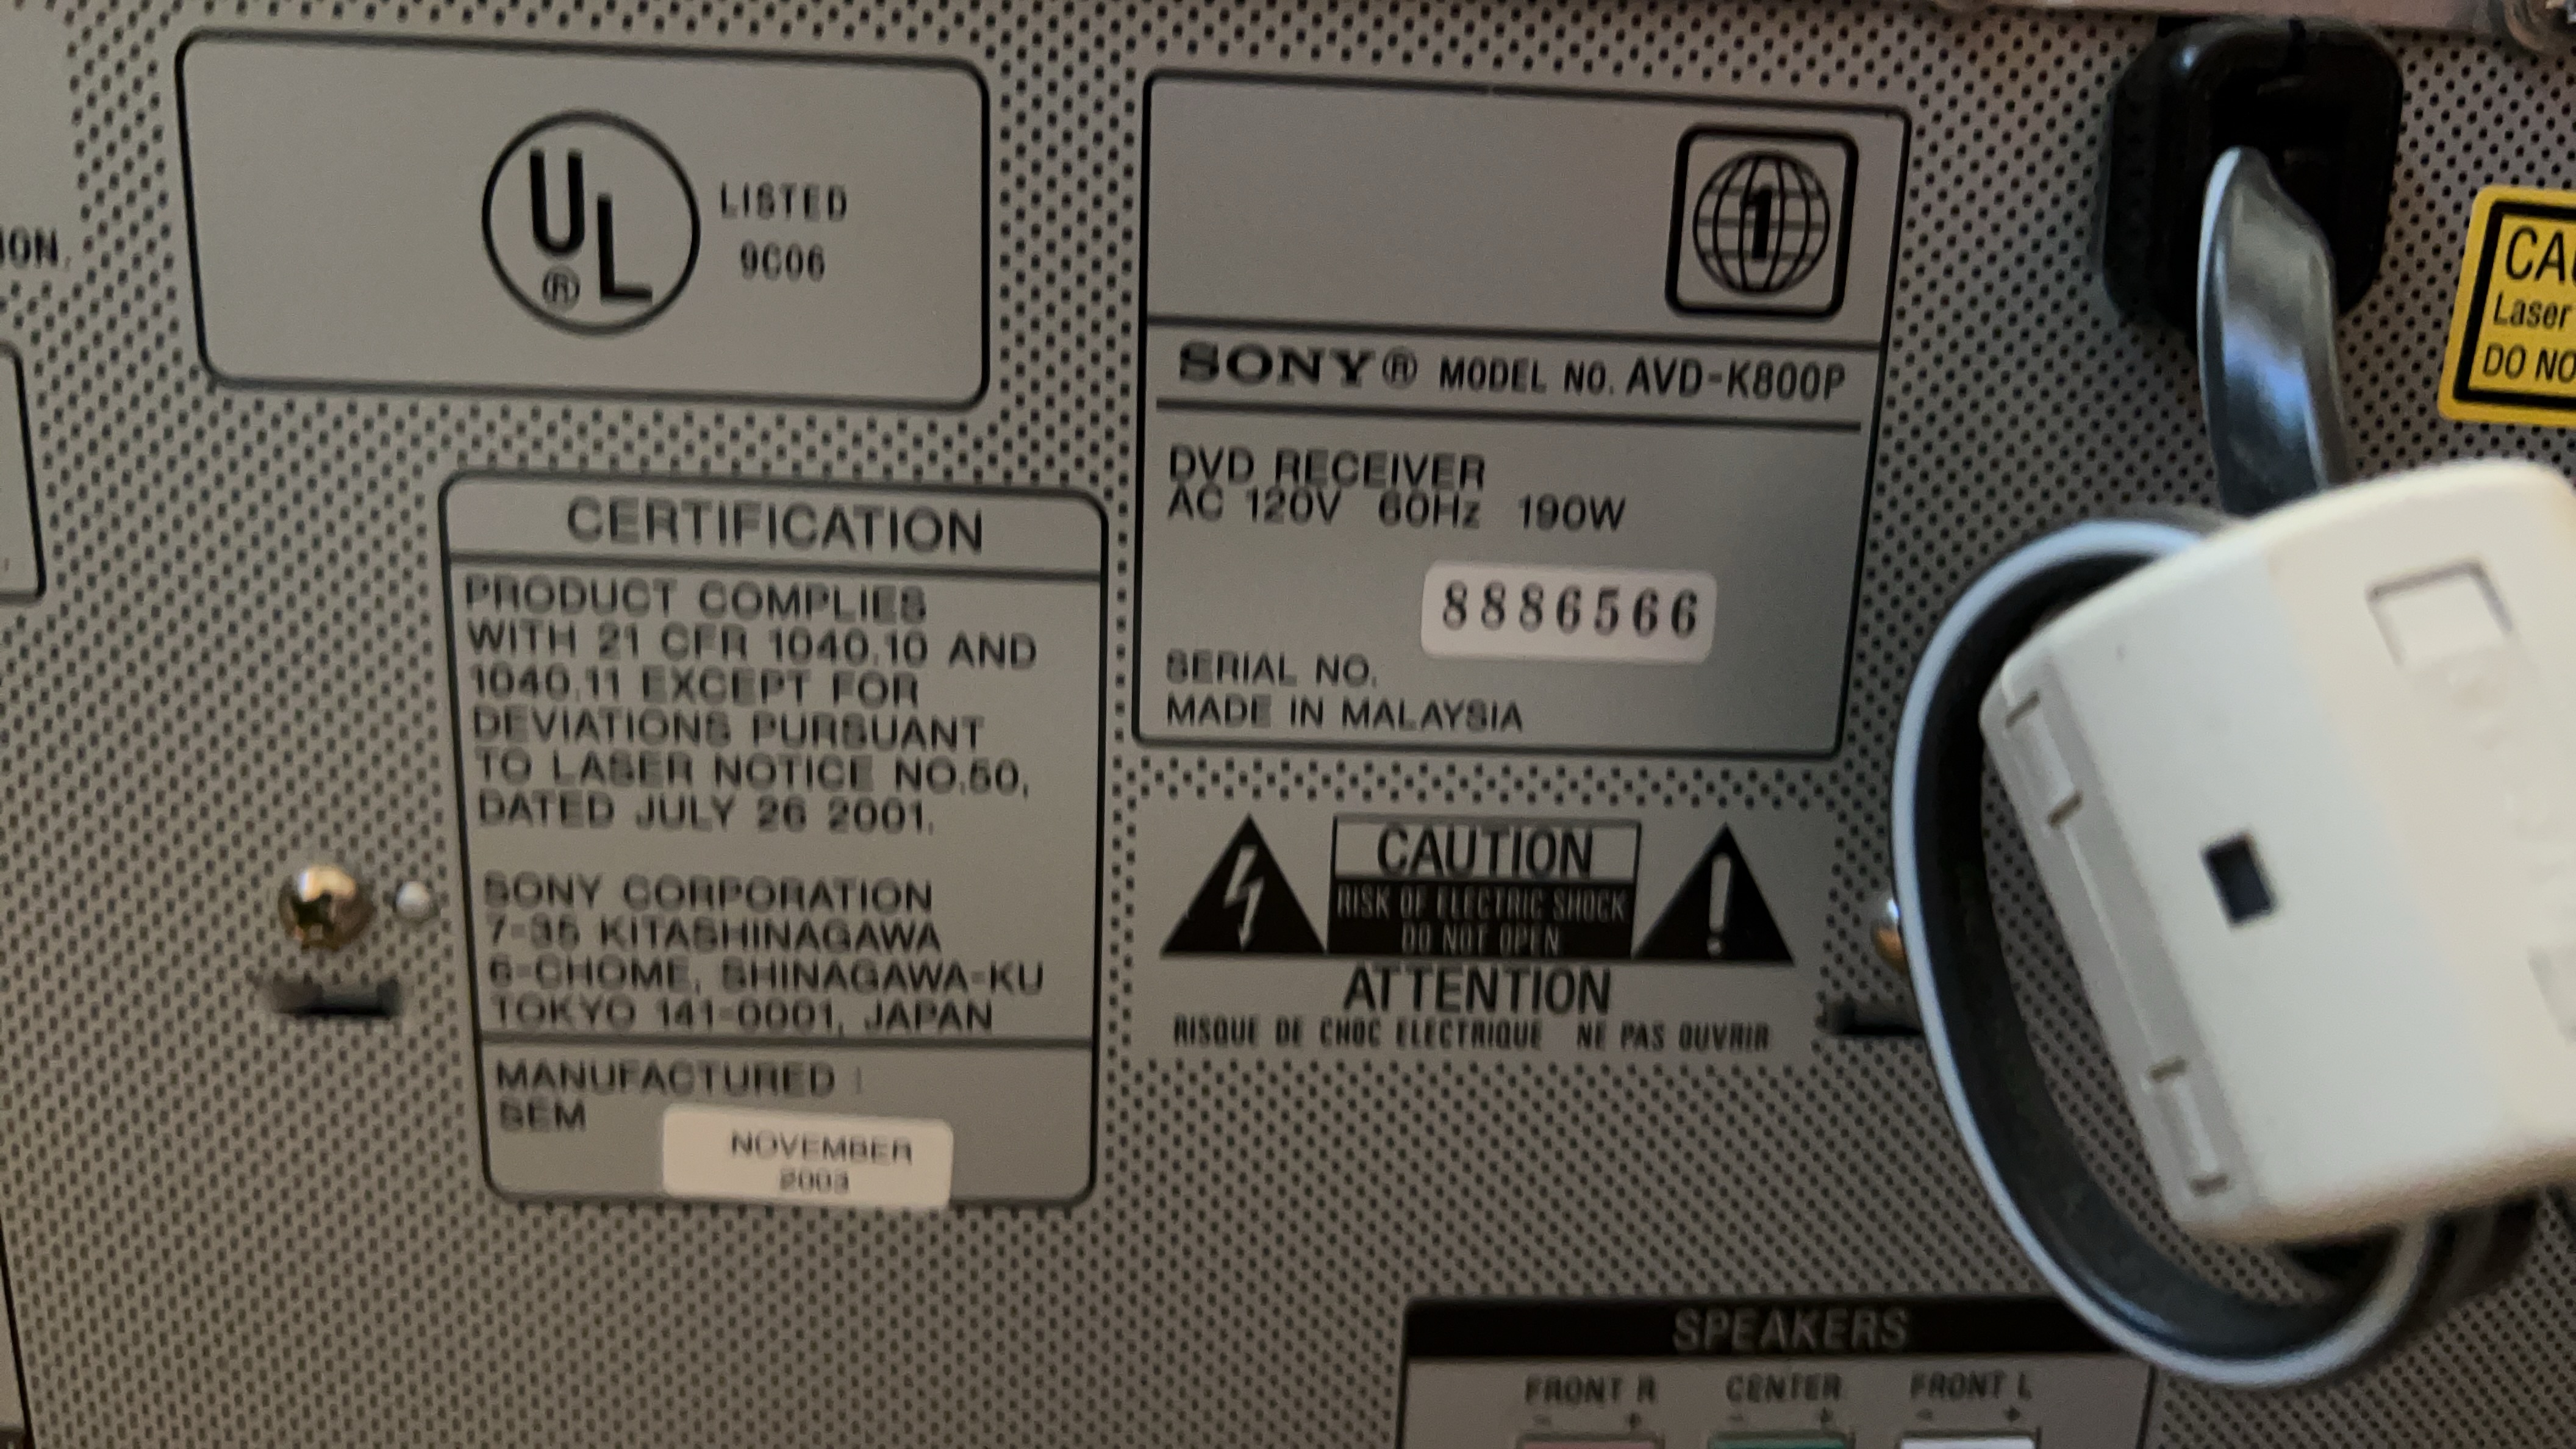 ION.
UL
®
LISTED
9C06
1
SONY® MODEL NO. AVD-K800P
DVD RECEIVER
AC 120V 60Hz 190W
8886566
SERIAL NO.
MADE IN MALAYSIA
CERTIFICATION
PRODUCT COMPLIES
WITH 21 CFR 1040.10 AND
1040.11 EXCEPT FOR
DEVIATIONS PURSUANT
TO LASER NOTICE NO.50,
DATED JULY 26 2001.
SONY CORPORATION
7-35 KITASHINAGAWA
6-CHOME, SHINAGAWA-KU
TOKYO 141-0001, JAPAN
MANUFACTURED :
SEM
NOVEMBER
2003
CAUTION
RISK OF ELECTRIC SHOCK
DO NOT OPEN
ATTENTION
RISQUE DE CHOC ELECTRIQUE NE PAS OUVRIR
CAU
Laser
DO NO
SPEAKERS
FRONT R CENTER FRONT L
- + - + - +